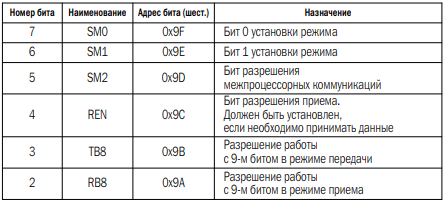 Номер бита Наименование Адрес бита (шест.) Назначение
7 SM0 0x9F Бит 0 установки режима
6 SM1 0x9E Бит 1 установки режима
5 SM2 0x9D Бит разрешения
межпроцессорных коммуникаций
4 REN 0x9C Бит разрешения приема.
Должен быть установлен,
если необходимо принимать данные
3 TB8 0x9B Разрешение работы
с 9-м битом в режиме передачи
2 RB8 0x9A Разрешение работы
с 9-м битом в режиме приема